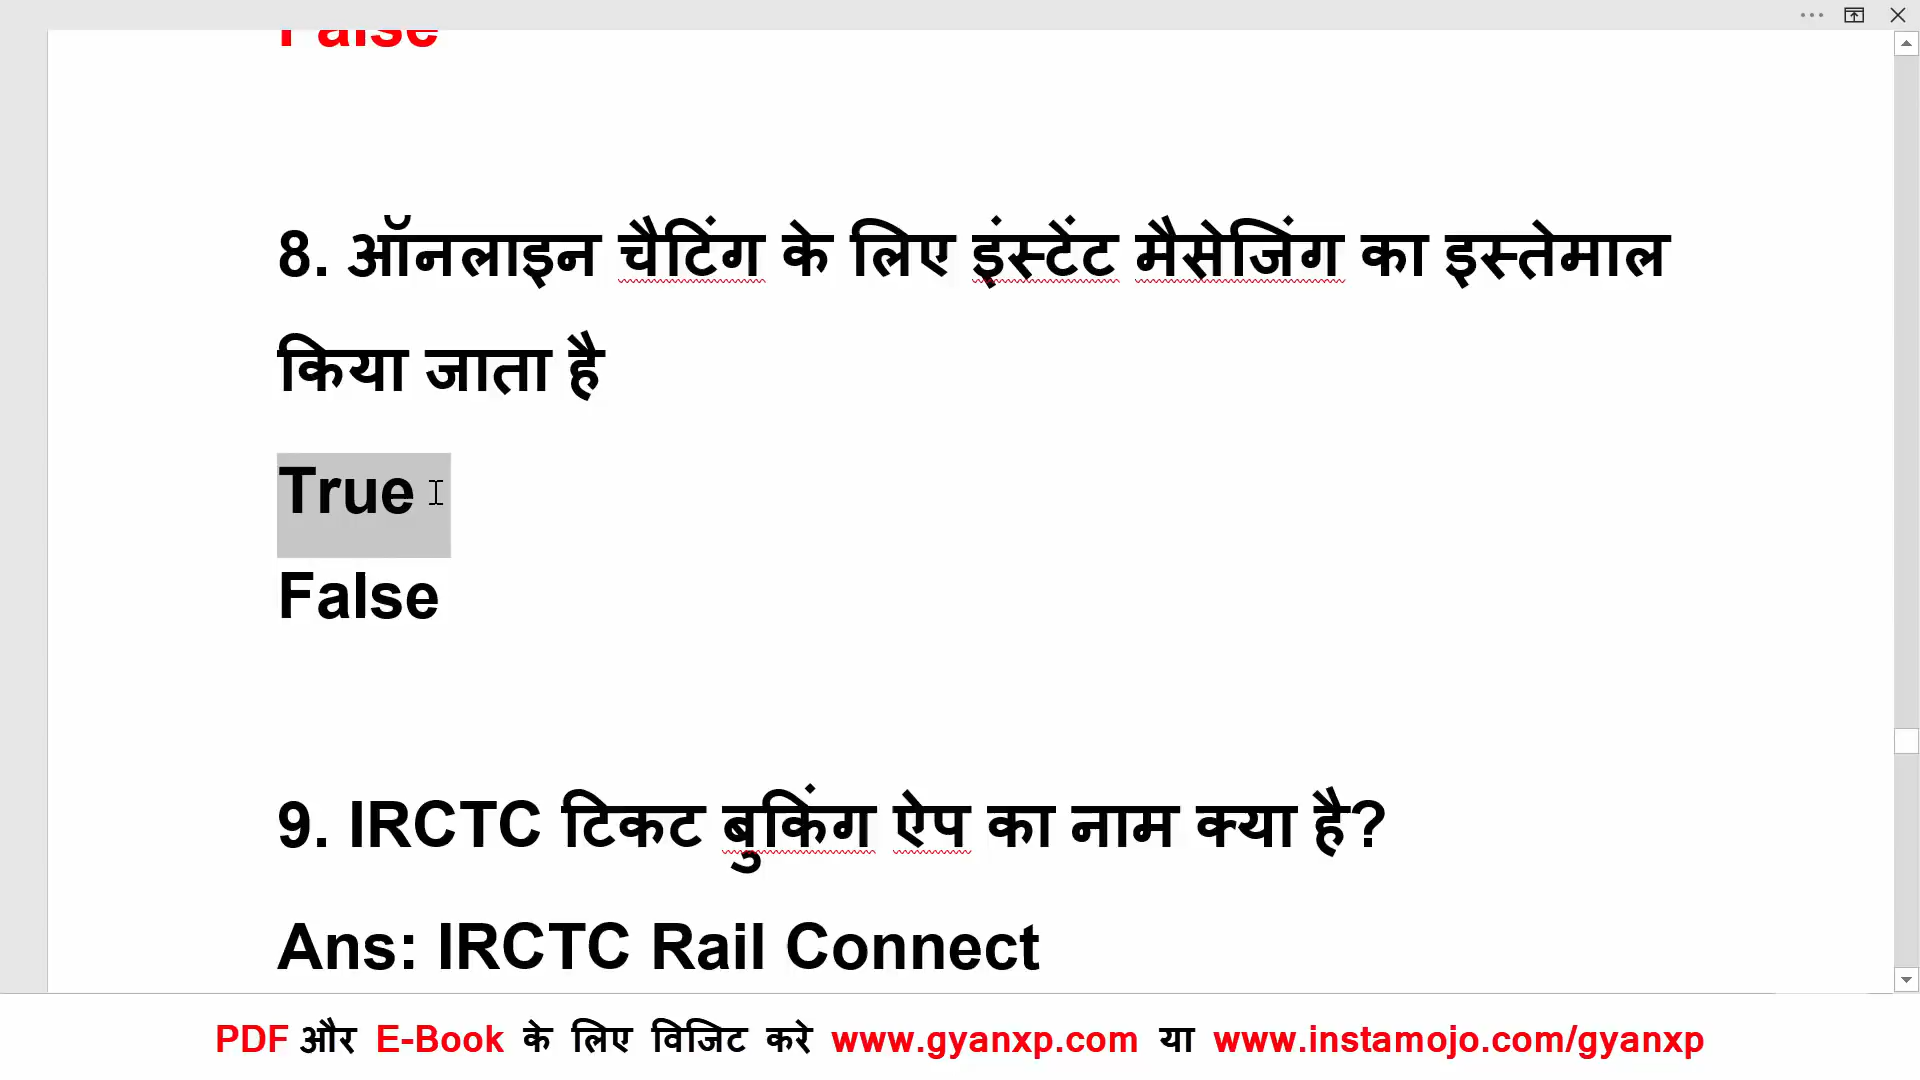 False
8. ऑनलाइन चैटिंग के लिए इंस्टेंट मैसेजिंग का इस्तेमाल
किया जाता है
True
False
9. IRCTC टिकट बुकिंग ऐप का नाम क्या है?
Ans: IRCTC Rail Connect
PDF और E-Book के लिए विजिट करे www.gyanxp.com या www.instamojo.com/gyanxp